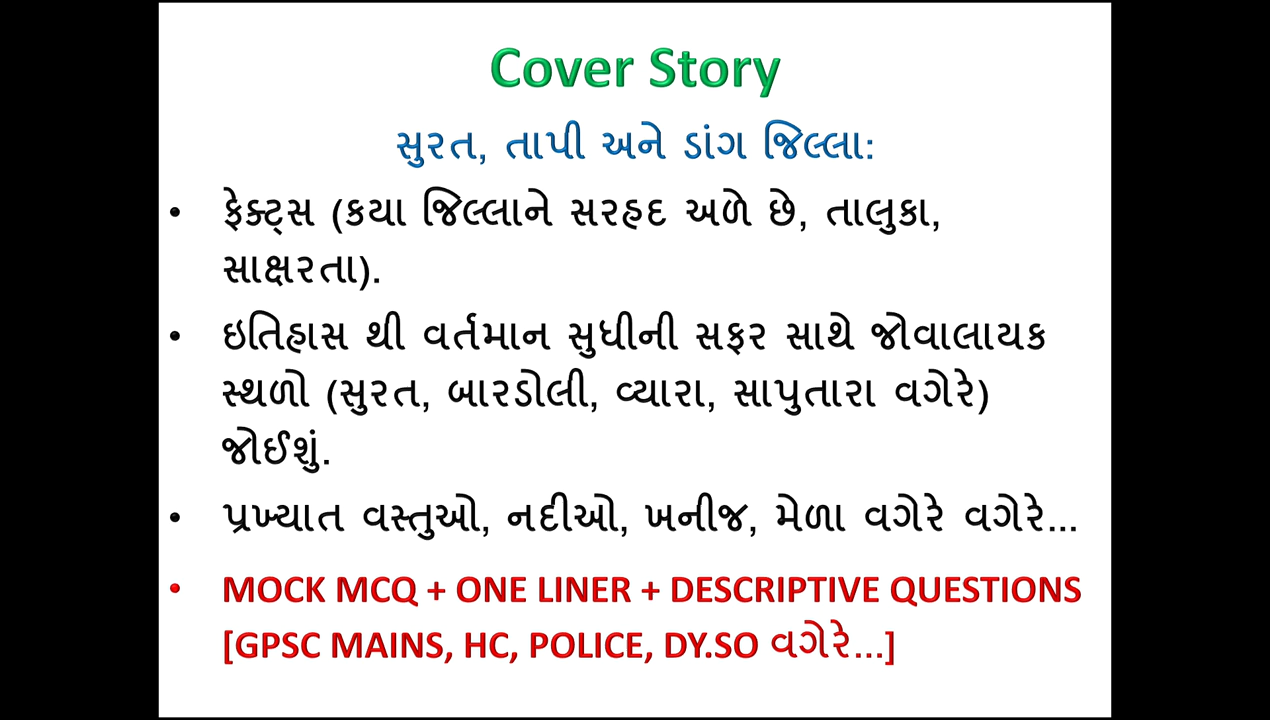 Cover Story
સુરત, તાપી અને ડાંગ જિલ્લા:
• ફેક્ટ્સ (કયા જિલ્લાને સરહદ અળે છે, તાલુકા,
સાક્ષરતા).
• ઇતિહાસ થી વર્તમાન સુધીની સફર સાથે જોવાલાયક
સ્થળો (સુરત, બારડોલી, વ્યારા, સાપુતારા વગેરે)
જોઈશું.
• પ્રખ્યાત વસ્તુઓ, નદીઓ, ખનીજ, મેળા વગેરે વગેરે...
• MOCK MCQ + ONE LINER + DESCRIPTIVE QUESTIONS
[GPSC MAINS, HC, POLICE, DY.SO વગેરે...]